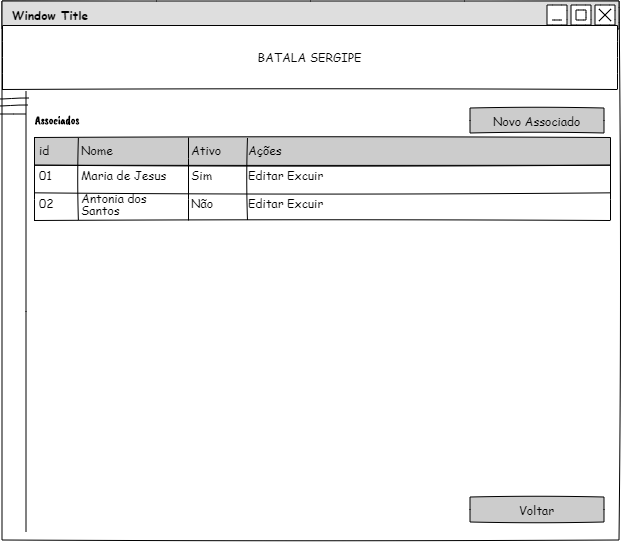 Window Title
BATALA SERGIPE
Associados
Novo Associado
id Nome Ativo Ações
01 Maria de Jesus Sim Editar Excuir
02 Antonia dos Santos Não Editar Excuir
Voltar